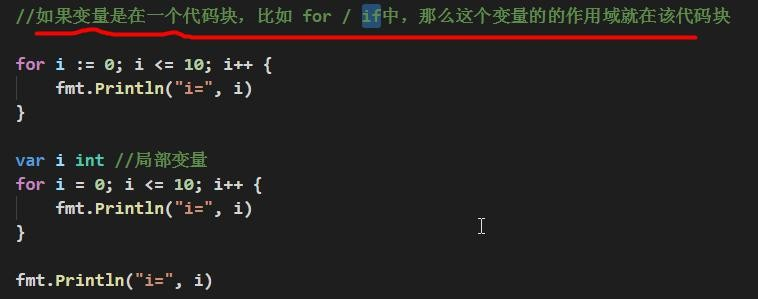 //如果变量是在一个代码块，比如 for / if中，那么这个变量的的作用域就在该代码块
for i := 0; i <= 10; i++ {
fmt.Println("i=", i)
}
var i int //局部变量
for i = 0; i <= 10; i++ {
fmt.Println("i=", i)
}
fmt.Println("i=", i)